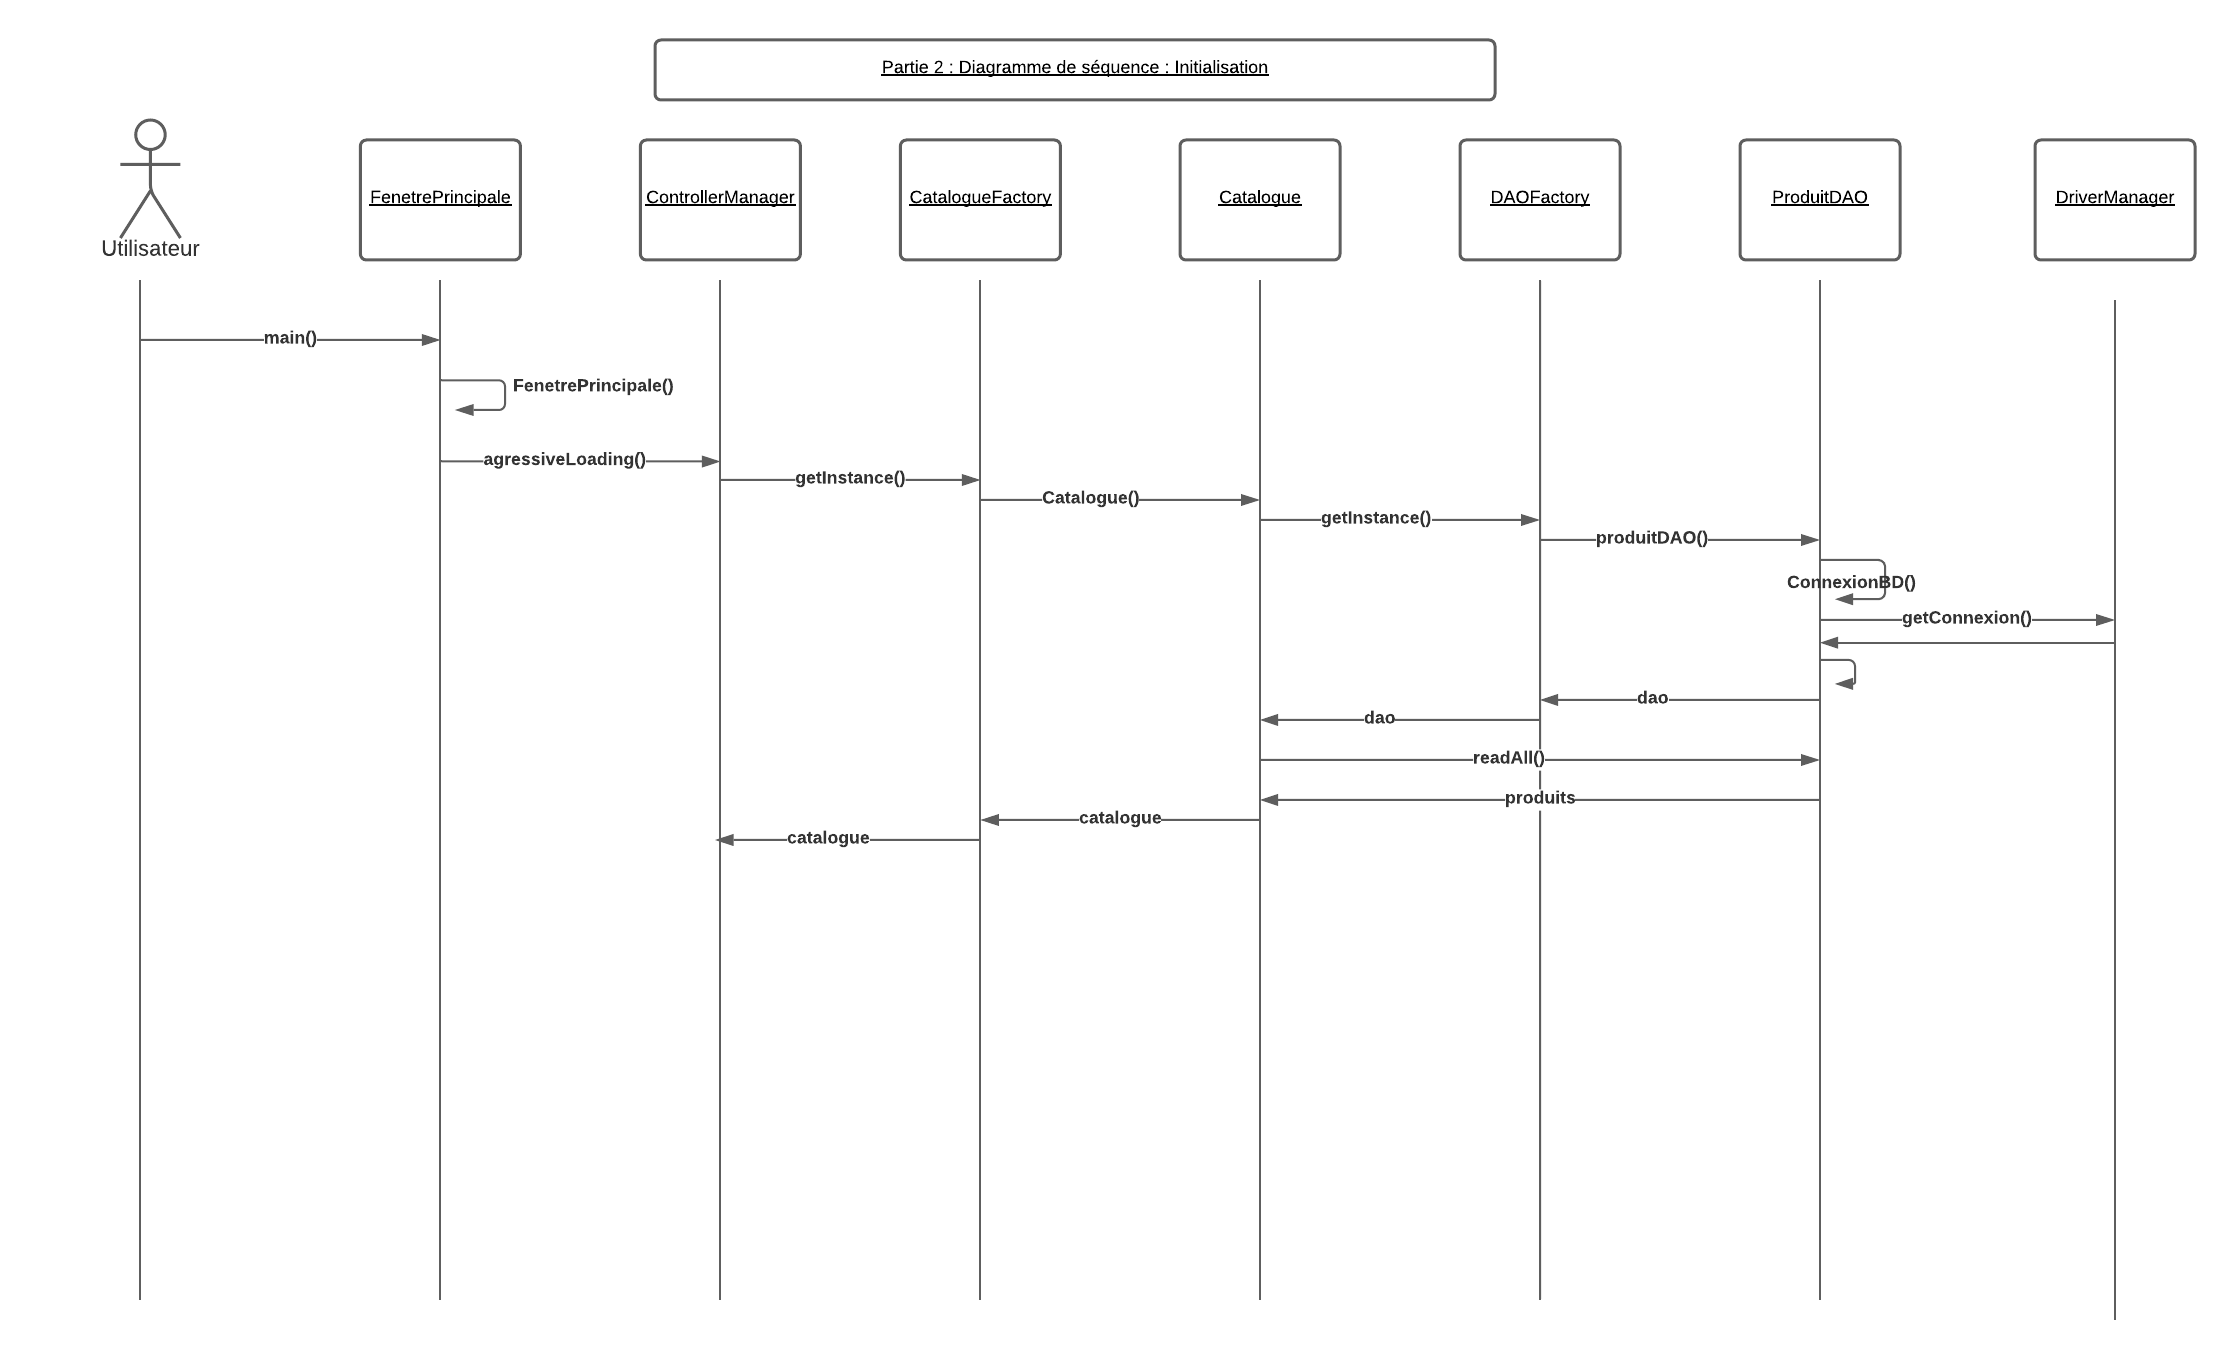 Partie 2 : Diagramme de séquence : Initialisation
Utilisateur
FenetrePrincipale
ControllerManager
CatalogueFactory
Catalogue
DAOFactory
ProduitDAO
DriverManager
main()
FenetrePrincipale()
agressiveLoading()
getInstance()
Catalogue()
getInstance()
produitDAO()
ConnexionBD()
getConnexion()
dao
dao
readAll()
produits
catalogue
catalogue